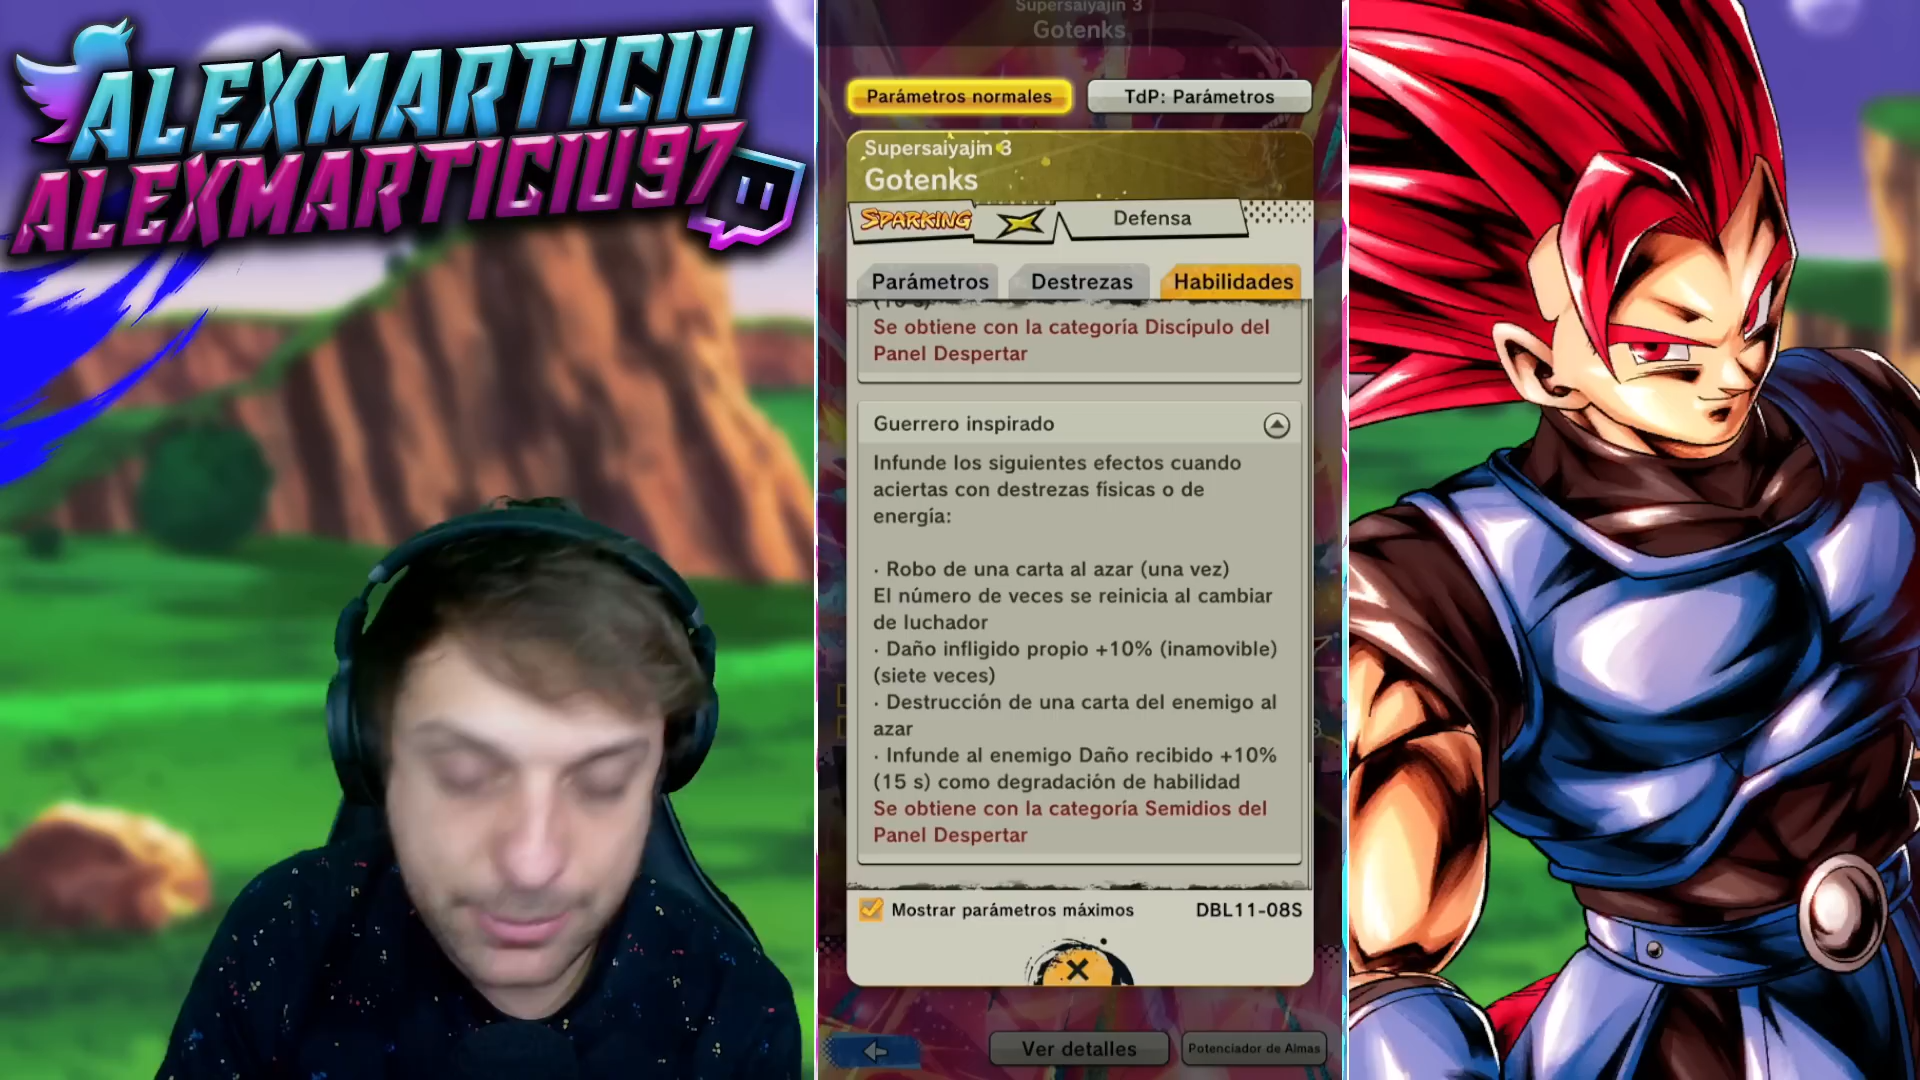 ALEXMARTICIU
ALEXMARTICIU97
Supersaiyajin 3
Gotenks
Parámetros normales
TdP: Parámetros
Supersaiyajin 3
Gotenks
SPARKING
Defensa
Parámetros
Destrezas
Habilidades
Se obtiene con la categoría Discípulo del
Panel Despertar
Guerrero inspirado
Infunde los siguientes efectos cuando
aciertas con destrezas físicas o de
energía:
· Robo de una carta al azar (una vez)
El número de veces se reinicia al cambiar
de luchador
· Daño infligido propio +10% (inamovible)
(siete veces)
· Destrucción de una carta del enemigo al
azar
· Infunde al enemigo Daño recibido +10%
(15 s) como degradación de habilidad
Se obtiene con la categoría Semidios del
Panel Despertar
Mostrar parámetros máximos
DBL11-08S
Ver detalles
Potenciador de Almas